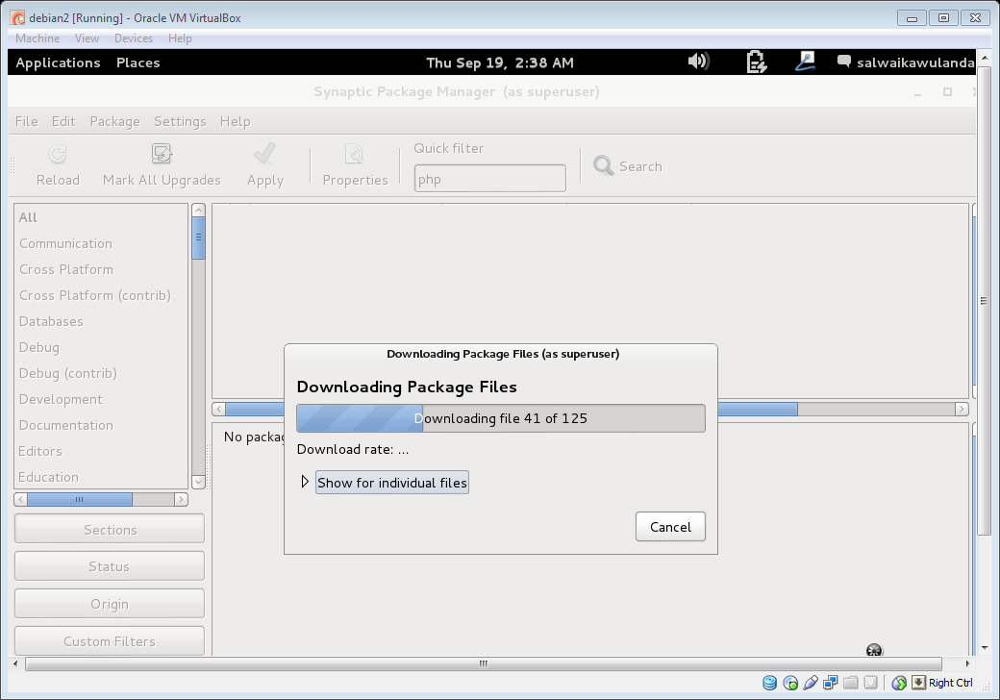 debian2 [Running] - Oracle VM VirtualBox
Machine View Devices Help
Applications Places Thu Sep 19, 2:38 AM salwaikawulanda
Synaptic Package Manager (as superuser)
File Edit Package Settings Help
Reload Mark All Upgrades Apply Properties Quick filter Search
php
All
Communication
Cross Platform
Cross Platform (contrib)
Databases
Debug
Debug (contrib)
Development
Documentation
Editors
Education
Sections
Status
Origin
Custom Filters
No packag
Downloading Package Files (as superuser)
Downloading Package Files
Downloading file 41 of 125
Download rate: ...
Show for individual files
Cancel
Right Ctrl